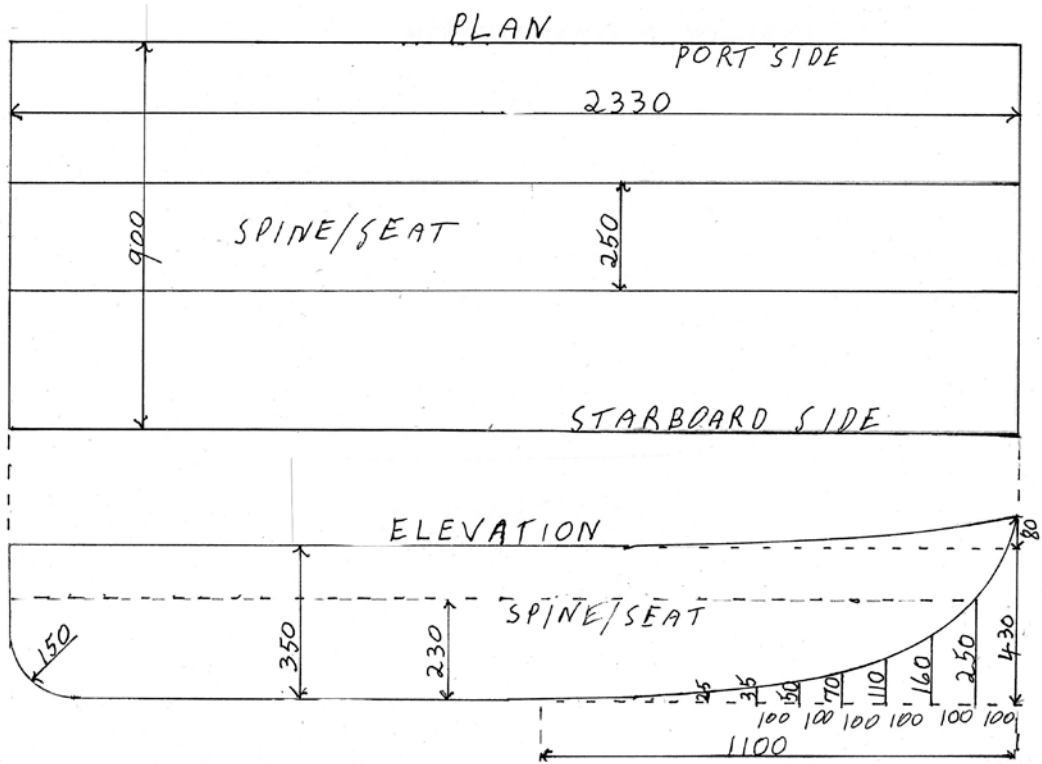 PLAN
PORT SIDE
2330
900
SPINE/SEAT
250
STARBOARD SIDE
ELEVATION
80
SPINE/SEAT
150
350
230
430
25 35 50 70 110 160 250
100 100 100 100 100 100
1100